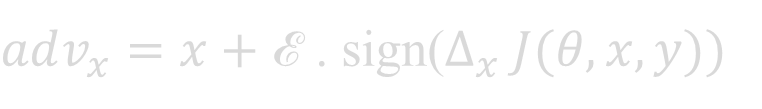 adv_x = x + ℰ . sign(Δ_x J(θ, x, y))